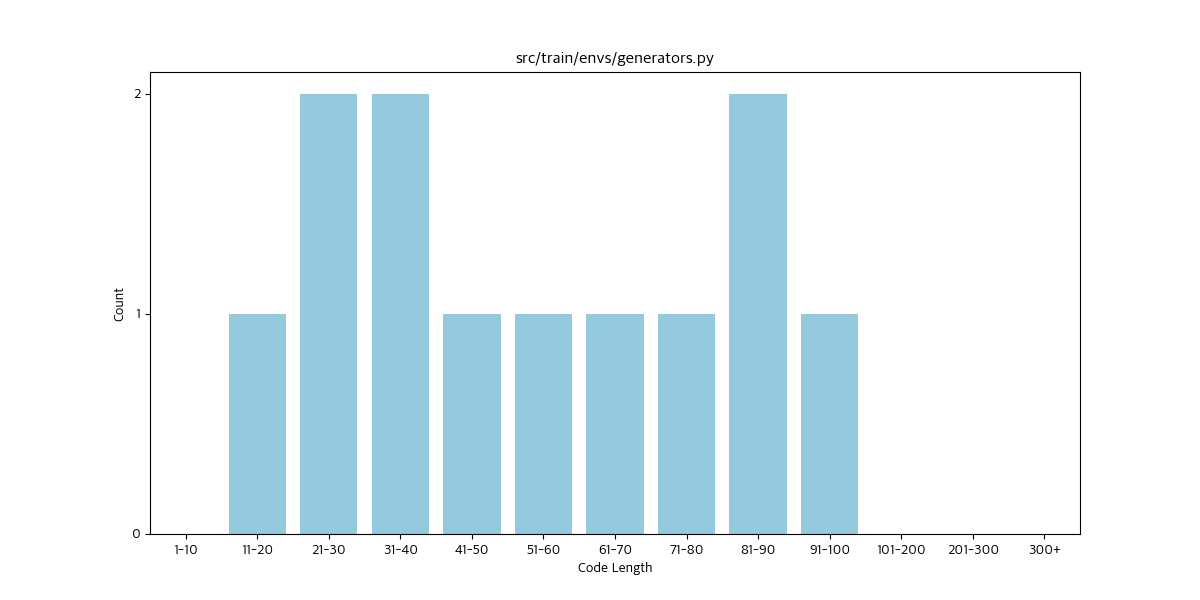 src/train/envs/generators.py
2
1
0
Count
1-10 11-20 21-30 31-40 41-50 51-60 61-70 71-80 81-90 91-100 101-200 201-300 300+
Code Length